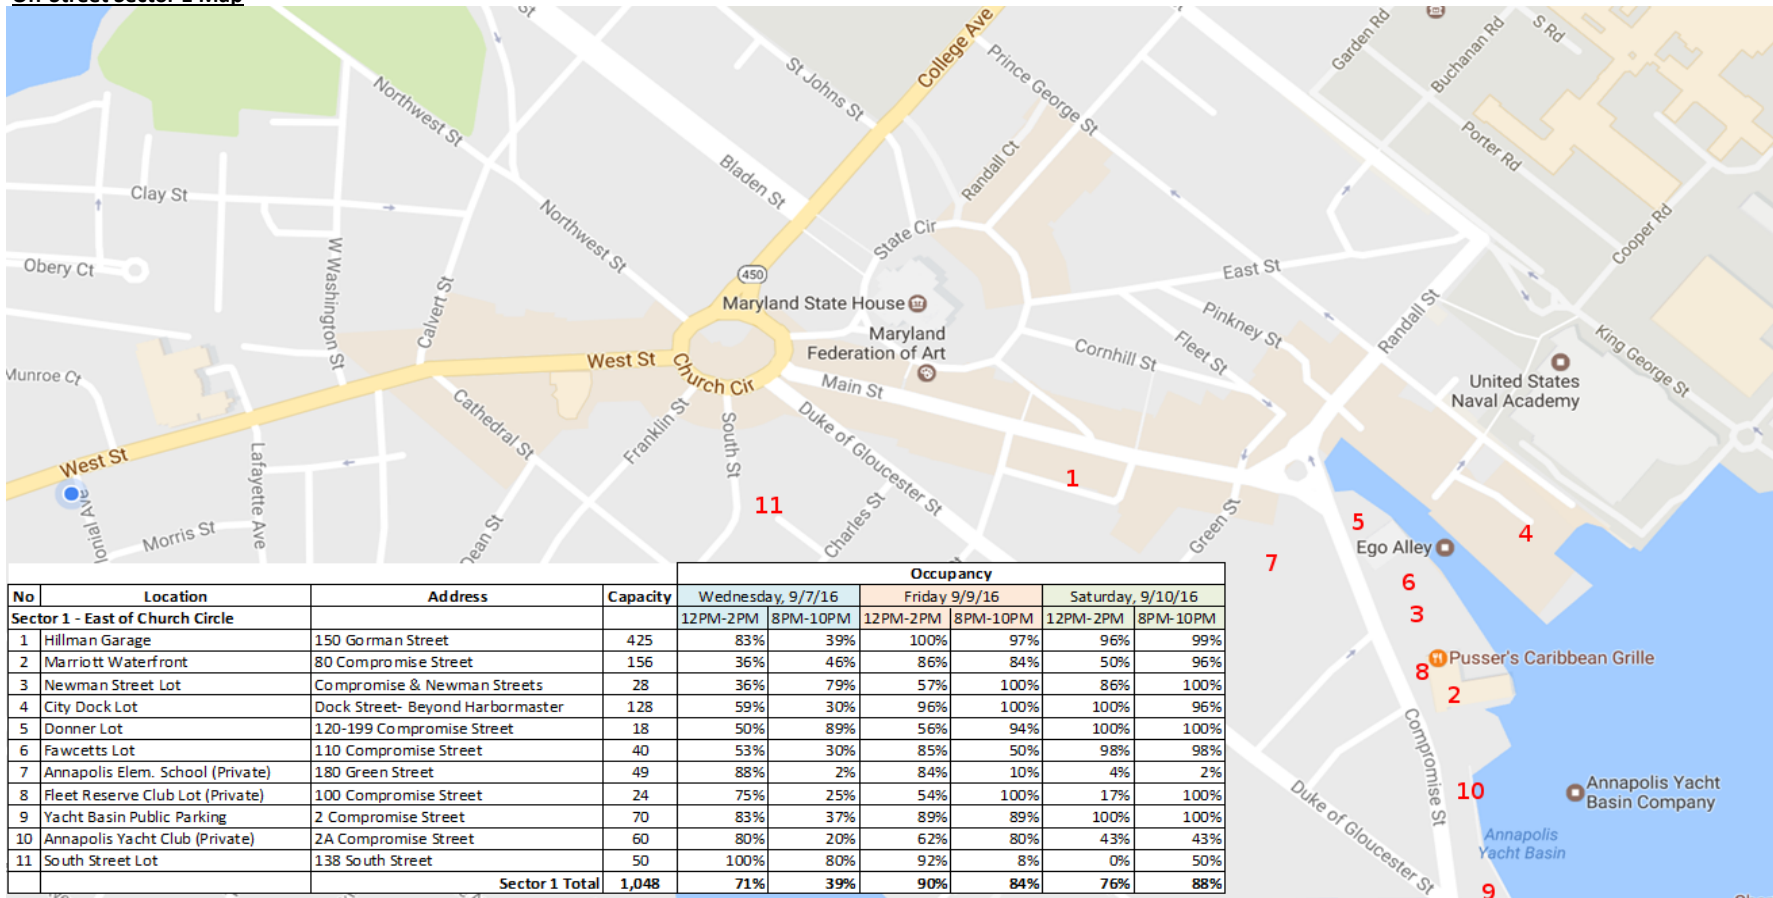 Off-Street Sector 1 Map
St
College Ave
Garden Rd
Buchanan Rd
S Rd
Prince George St
St Johns St
Northwest St
Porter Rd
Bladen St
Randall Ct
Clay St
Northwest St
State Cir
Cooper Rd
W Washington St
Obery Ct
450
East St
Calvert St
Maryland State House
Randall St
Pinkney St
Maryland
Federation of Art
Cornhill St
Fleet St
King George St
West St
Church Cir
Main St
Munroe Ct
United States
Naval Academy
Cathedral St
Franklin St
South St
Duke of Gloucester St
West St
Lafayette Ave
1
11
Charles St
Green St
5
4
onial Ave
Morris St
Dean St
Ego Alley
7
6
3
Pusser's Caribbean Grille
8
2
Compromise St
10
Annapolis Yacht
Basin Company
Duke of Gloucester St
Annapolis
Yacht Basin
9
Occupancy
No Location Address Capacity Wednesday, 9/7/16 Friday 9/9/16 Saturday, 9/10/16
Sector 1 - East of Church Circle 12PM-2PM 8PM-10PM 12PM-2PM 8PM-10PM 12PM-2PM 8PM-10PM
1 Hillman Garage 150 Gorman Street 425 83% 39% 100% 97% 96% 99%
2 Marriott Waterfront 80 Compromise Street 156 36% 46% 86% 84% 50% 96%
3 Newman Street Lot Compromise & Newman Streets 28 36% 79% 57% 100% 86% 100%
4 City Dock Lot Dock Street- Beyond Harbormaster 128 59% 30% 96% 100% 100% 96%
5 Donner Lot 120-199 Compromise Street 18 50% 89% 56% 94% 100% 100%
6 Fawcetts Lot 110 Compromise Street 40 53% 30% 85% 50% 98% 98%
7 Annapolis Elem. School (Private) 180 Green Street 49 88% 2% 84% 10% 4% 2%
8 Fleet Reserve Club Lot (Private) 100 Compromise Street 24 75% 25% 54% 100% 17% 100%
9 Yacht Basin Public Parking 2 Compromise Street 70 83% 37% 89% 89% 100% 100%
10 Annapolis Yacht Club (Private) 2A Compromise Street 60 80% 20% 62% 80% 43% 43%
11 South Street Lot 138 South Street 50 100% 80% 92% 8% 0% 50%
Sector 1 Total 1,048 71% 39% 90% 84% 76% 88%